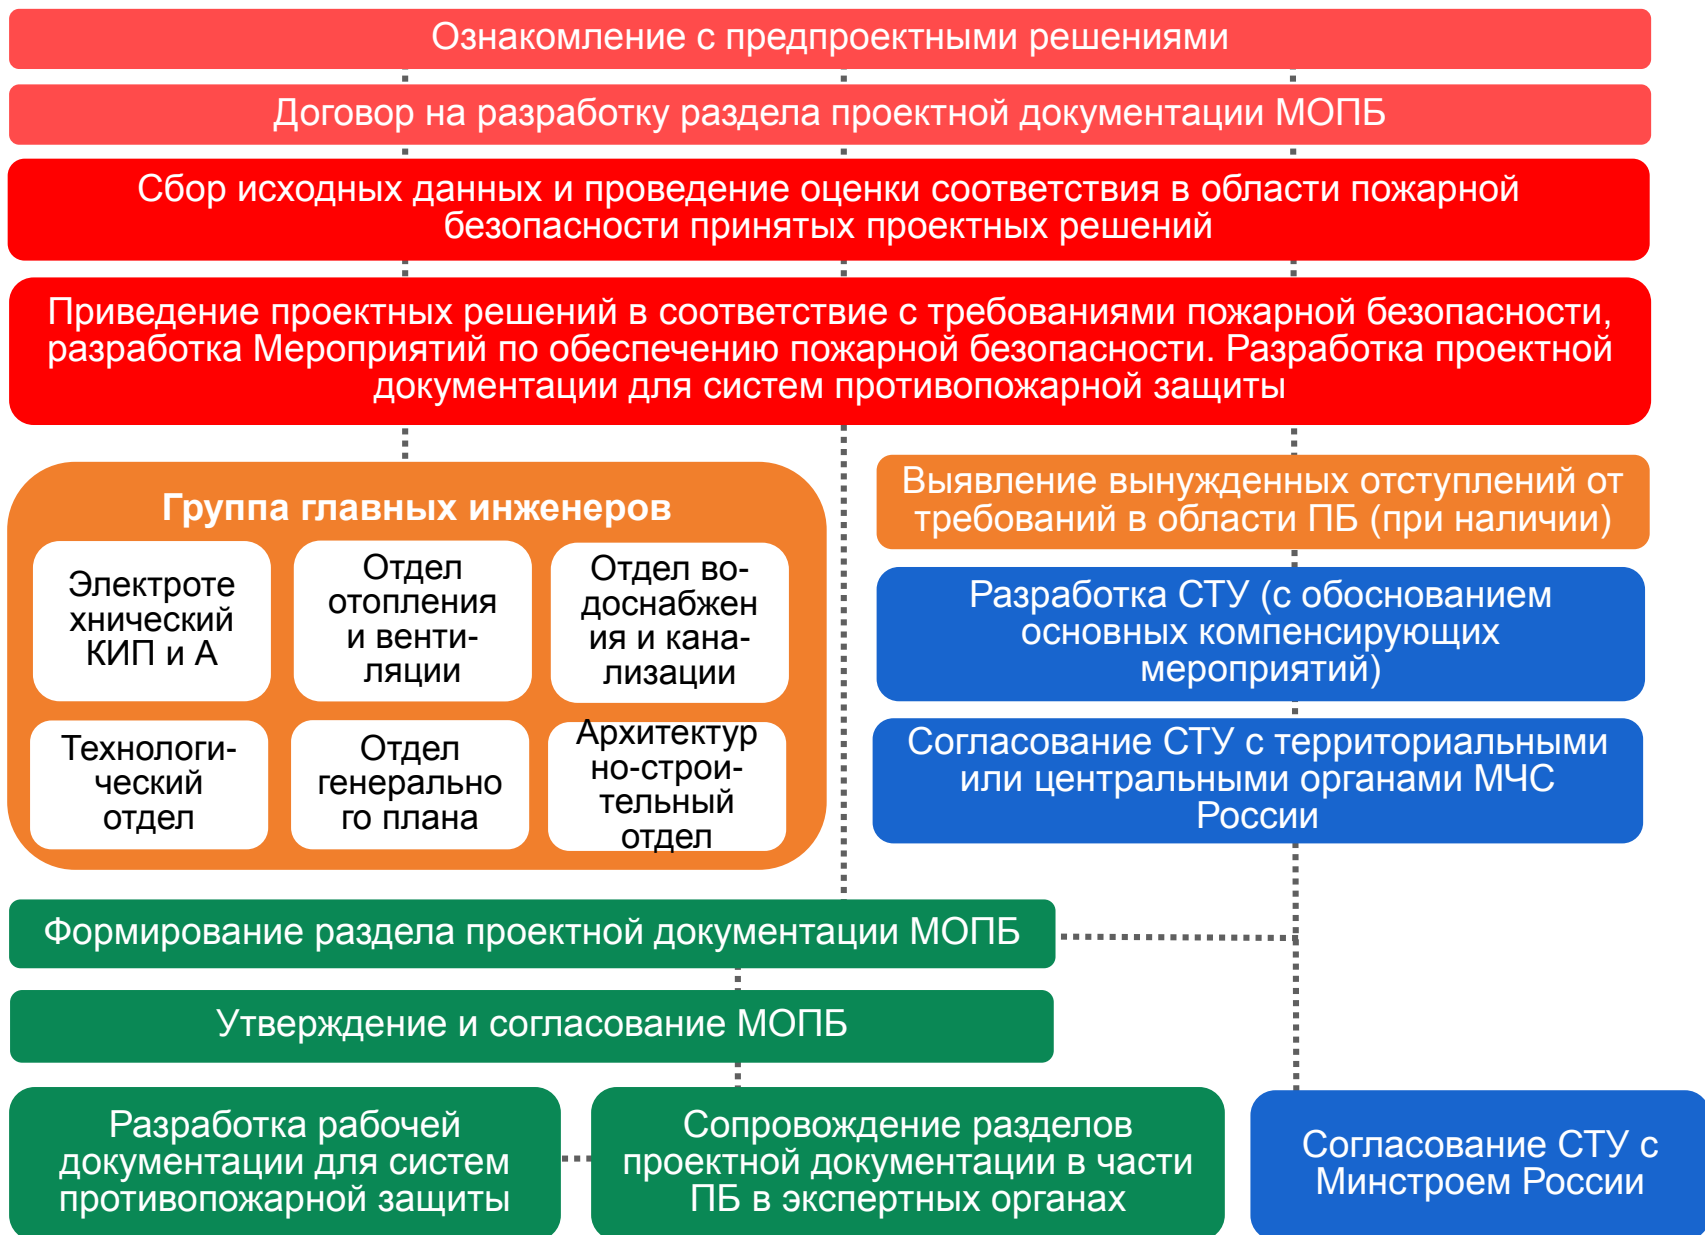 Ознакомление с предпроектными решениями
Договор на разработку раздела проектной документации МОПБ
Сбор исходных данных и проведение оценки соответствия в области пожарной
безопасности принятых проектных решений
Приведение проектных решений в соответствие с требованиями пожарной безопасности,
разработка Мероприятий по обеспечению пожарной безопасности. Разработка проектной
документации для систем противопожарной защиты
Группа главных инженеров
Электроте
хнический
КИП и А
Отдел
отопления
и венти-
ляции
Отдел во-
доснабжен
ия и кана-
лизации
Технологи-
ческий
отдел
Отдел
генерально
го плана
Архитектур
но-строи-
тельный
отдел
Выявление вынужденных отступлений от
требований в области ПБ (при наличии)
Разработка СТУ (с обоснованием
основных компенсирующих
мероприятий)
Согласование СТУ с территориальными
или центральными органами МЧС
России
Формирование раздела проектной документации МОПБ
Утверждение и согласование МОПБ
Разработка рабочей
документации для систем
противопожарной защиты
Сопровождение разделов
проектной документации в части
ПБ в экспертных органах
Согласование СТУ с
Минстроем России